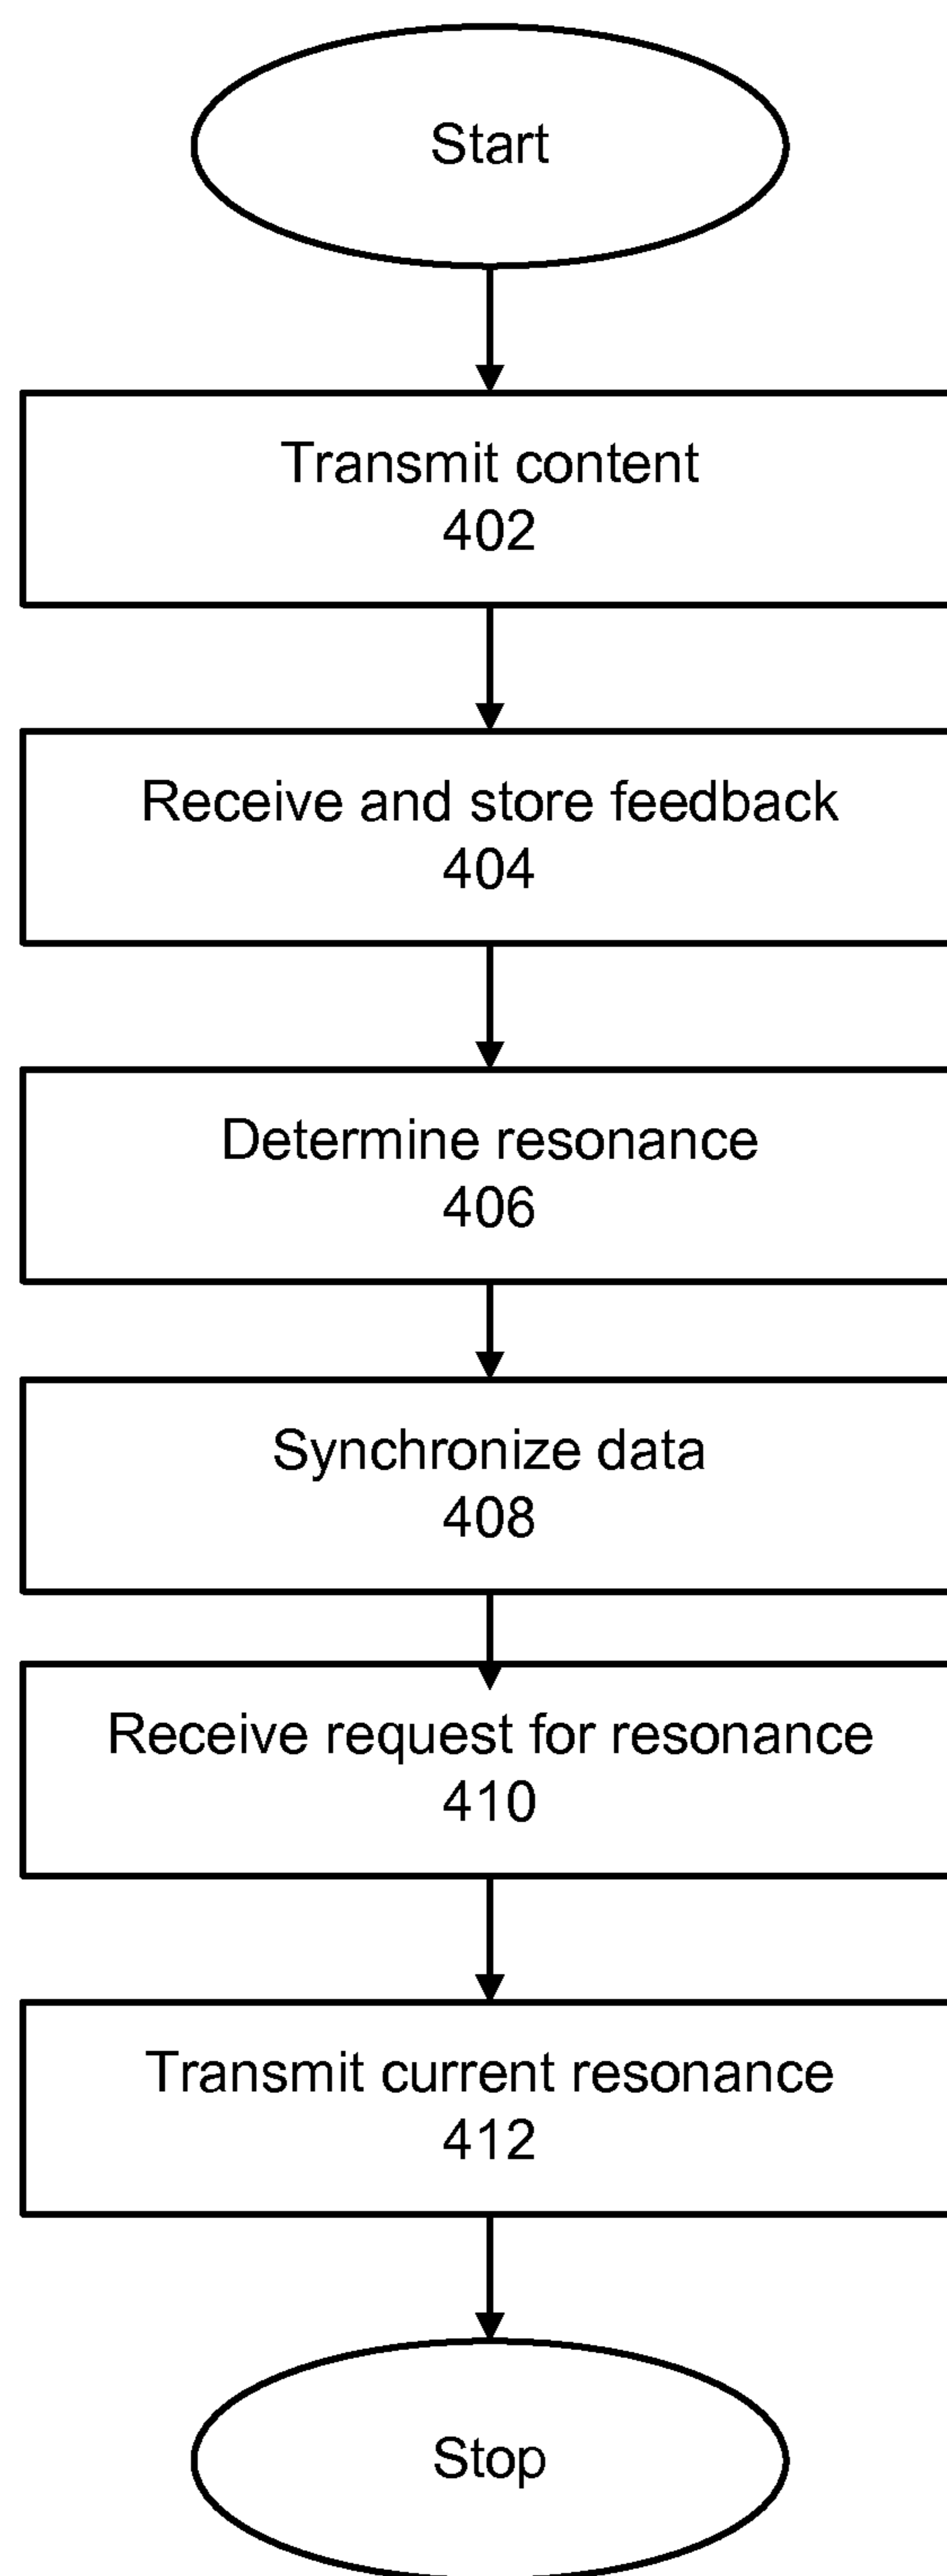 Start
Transmit content
402
Receive and store feedback
404
Determine resonance
406
Synchronize data
408
Receive request for resonance
410
Transmit current resonance
412
Stop